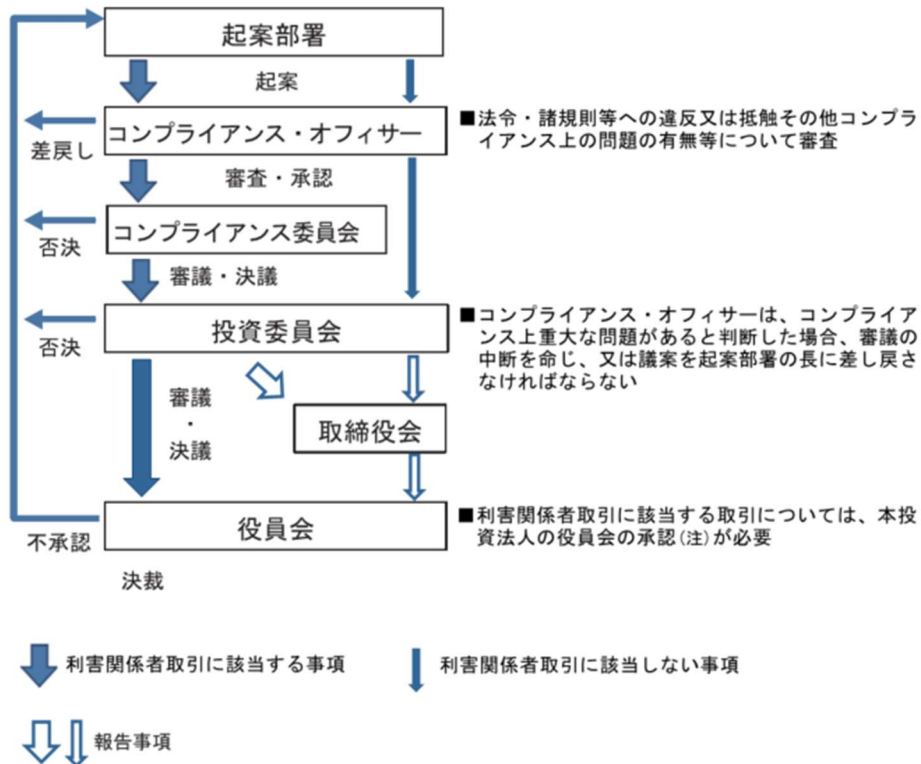 起案部署
起案
コンプライアンス・オフィサー
■法令・諸規則等への違反又は抵触その他コンプラ
イアンス上の問題の有無等について審査
差戻し
審査・承認
コンプライアンス委員会
否決
審議・決議
投資委員会
■コンプライアンス・オフィサーは、コンプライア
ンス上重大な問題があると判断した場合、審議の
中断を命じ、又は議案を起案部署の長に差し戻さ
なければならない
否決
審議
・
決議
取締役会
役員会
■利害関係者取引に該当する取引については、本投
資法人の役員会の承認(注)が必要
不承認
決裁
利害関係者取引に該当する事項
利害関係者取引に該当しない事項
報告事項